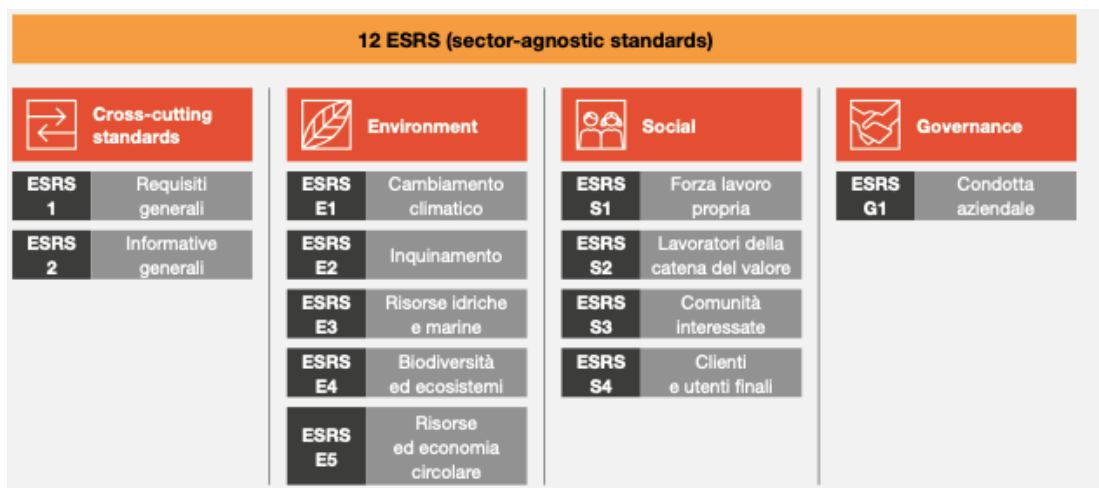 12 ESRS (sector-agnostic standards)
Cross-cutting
standards
ESRS
1
Requisiti
generali
ESRS
2
Informative
generali
Environment
ESRS
E1
Cambiamento
climatico
ESRS
E2
Inquinamento
ESRS
E3
Risorse idriche
e marine
ESRS
E4
Biodiversità
ed ecosistemi
ESRS
E5
Risorse
ed economia
circolare
Social
ESRS
S1
Forza lavoro
propria
ESRS
S2
Lavoratori della
catena del valore
ESRS
S3
Comunità
interessate
ESRS
S4
Clienti
e utenti finali
Governance
ESRS
G1
Condotta
aziendale